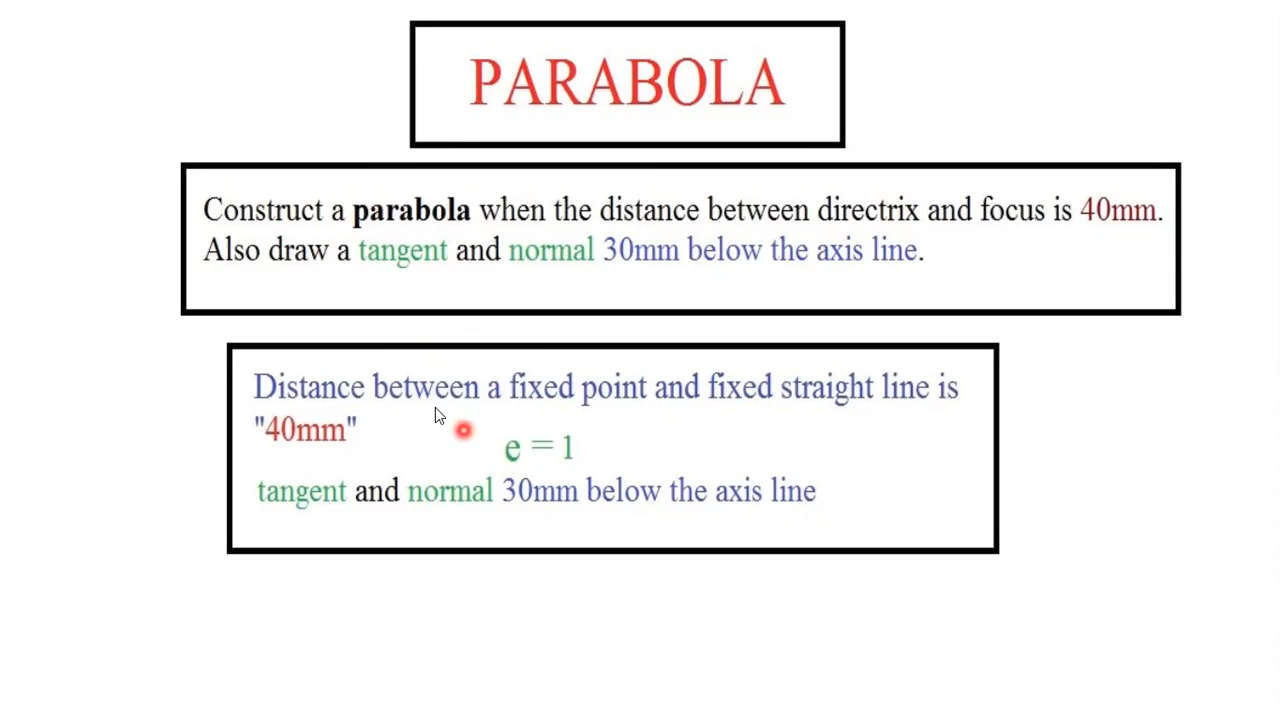 PARABOLA
Construct a parabola when the distance between directrix and focus is 40mm.
Also draw a tangent and normal 30mm below the axis line.
Distance between a fixed point and fixed straight line is
"40mm"
e = 1
tangent and normal 30mm below the axis line